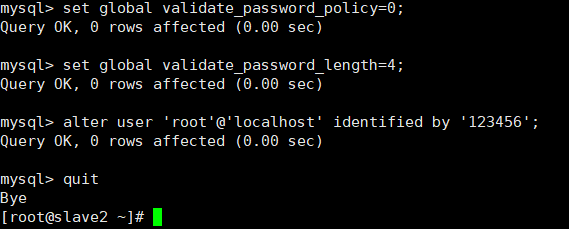 mysql> set global validate_password_policy=0;
Query OK, 0 rows affected (0.00 sec)
mysql> set global validate_password_length=4;
Query OK, 0 rows affected (0.00 sec)
mysql> alter user 'root'@'localhost' identified by '123456';
Query OK, 0 rows affected (0.00 sec)
mysql> quit
Bye
[root@slave2 ~]#